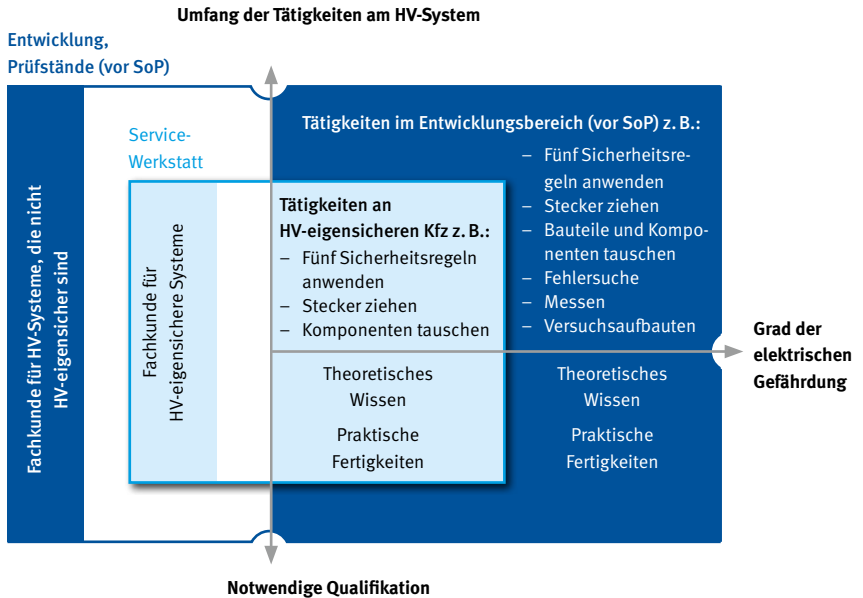 Umfang der Tätigkeiten am HV-System
Entwicklung,
Prüfstände (vor SoP)
Fachkunde für HV-Systeme, die nicht
HV-eigensicher sind
Service-
Werkstatt
Fachkunde für
HV-eigensichere Systeme
Tätigkeiten an
HV-eigensicheren Kfz z. B.:
– Fünf Sicherheitsregeln
anwenden
– Stecker ziehen
– Komponenten tauschen
Theoretisches
Wissen
Praktische
Fertigkeiten
Tätigkeiten im Entwicklungsbereich (vor SoP) z. B.:
– Fünf Sicherheitsre-
geln anwenden
– Stecker ziehen
– Bauteile und Kompo-
nenten tauschen
– Fehlersuche
– Messen
– Versuchsaufbauten
Theoretisches
Wissen
Praktische
Fertigkeiten
Grad der
elektrischen
Gefährdung
Notwendige Qualifikation